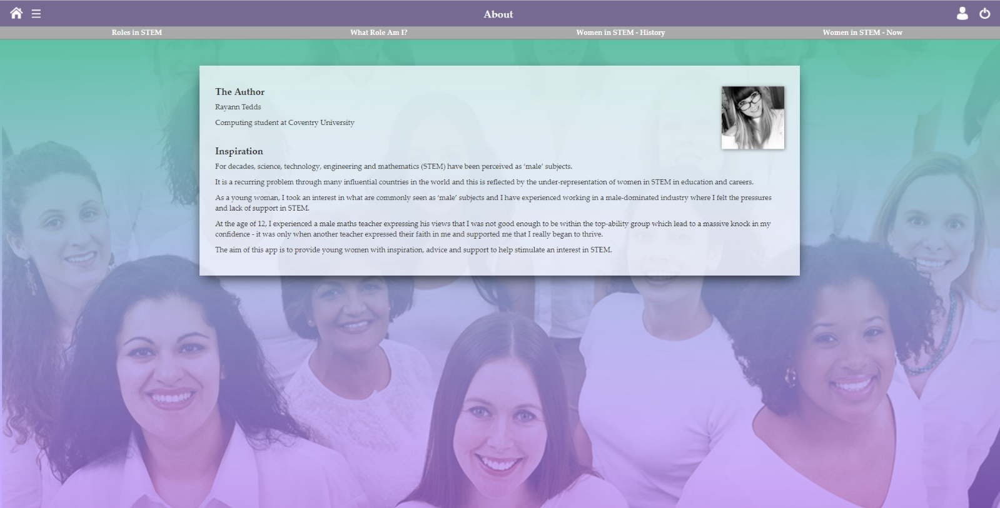 About
Roles in STEM
What Role Am I?
Women in STEM - History
Women in STEM - Now
The Author
Rayann Tedds
Computing student at Coventry University
Inspiration
For decades, science, technology, engineering and mathematics (STEM) have been perceived as ‘male’ subjects.
It is a recurring problem through many influential countries in the world and this is reflected by the under-representation of women in STEM in education and careers.
As a young woman, I took an interest in what are commonly seen as ‘male’ subjects and I have experienced working in a male-dominated industry where I felt the pressures
and lack of support in STEM.
At the age of 12, I experienced a male maths teacher expressing his views that I was not good enough to be within the top-ability group which lead to a massive knock in my
confidence - it was only when another teacher expressed their faith in me and supported me that I really began to thrive.
The aim of this app is to provide young women with inspiration, advice and support to help stimulate an interest in STEM.